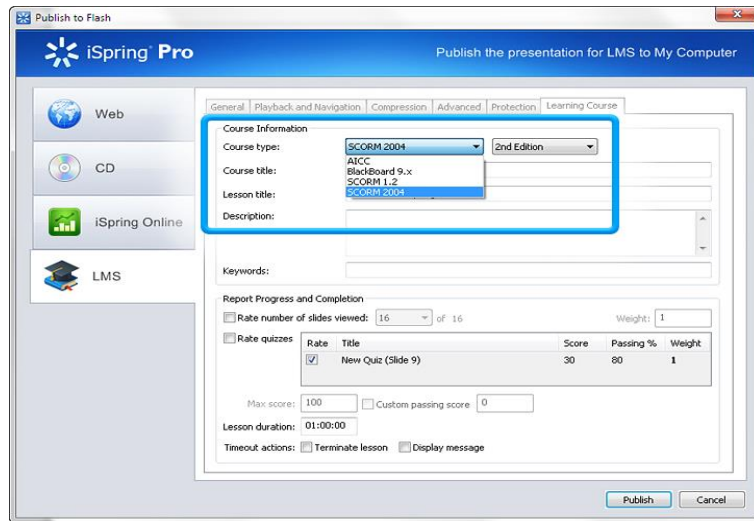 Publish to Flash
iSpring Pro
Publish the presentation for LMS to My Computer
Web
CD
iSpring Online
LMS
General Playback and Navigation Compression Advanced Protection Learning Course
Course Information
Course type: SCORM 2004 2nd Edition
AICC
BlackBoard 9.x
SCORM 1.2
SCORM 2004
Course title:
Lesson title:
Description:
Keywords:
Report Progress and Completion
Rate number of slides viewed: 16 of 16 Weight: 1
Rate quizzes
Rate Title Score Passing % Weight
New Quiz (Slide 9) 30 80 1
Max score: 100 Custom passing score 0
Lesson duration: 01:00:00
Timeout actions: Terminate lesson Display message
Publish Cancel